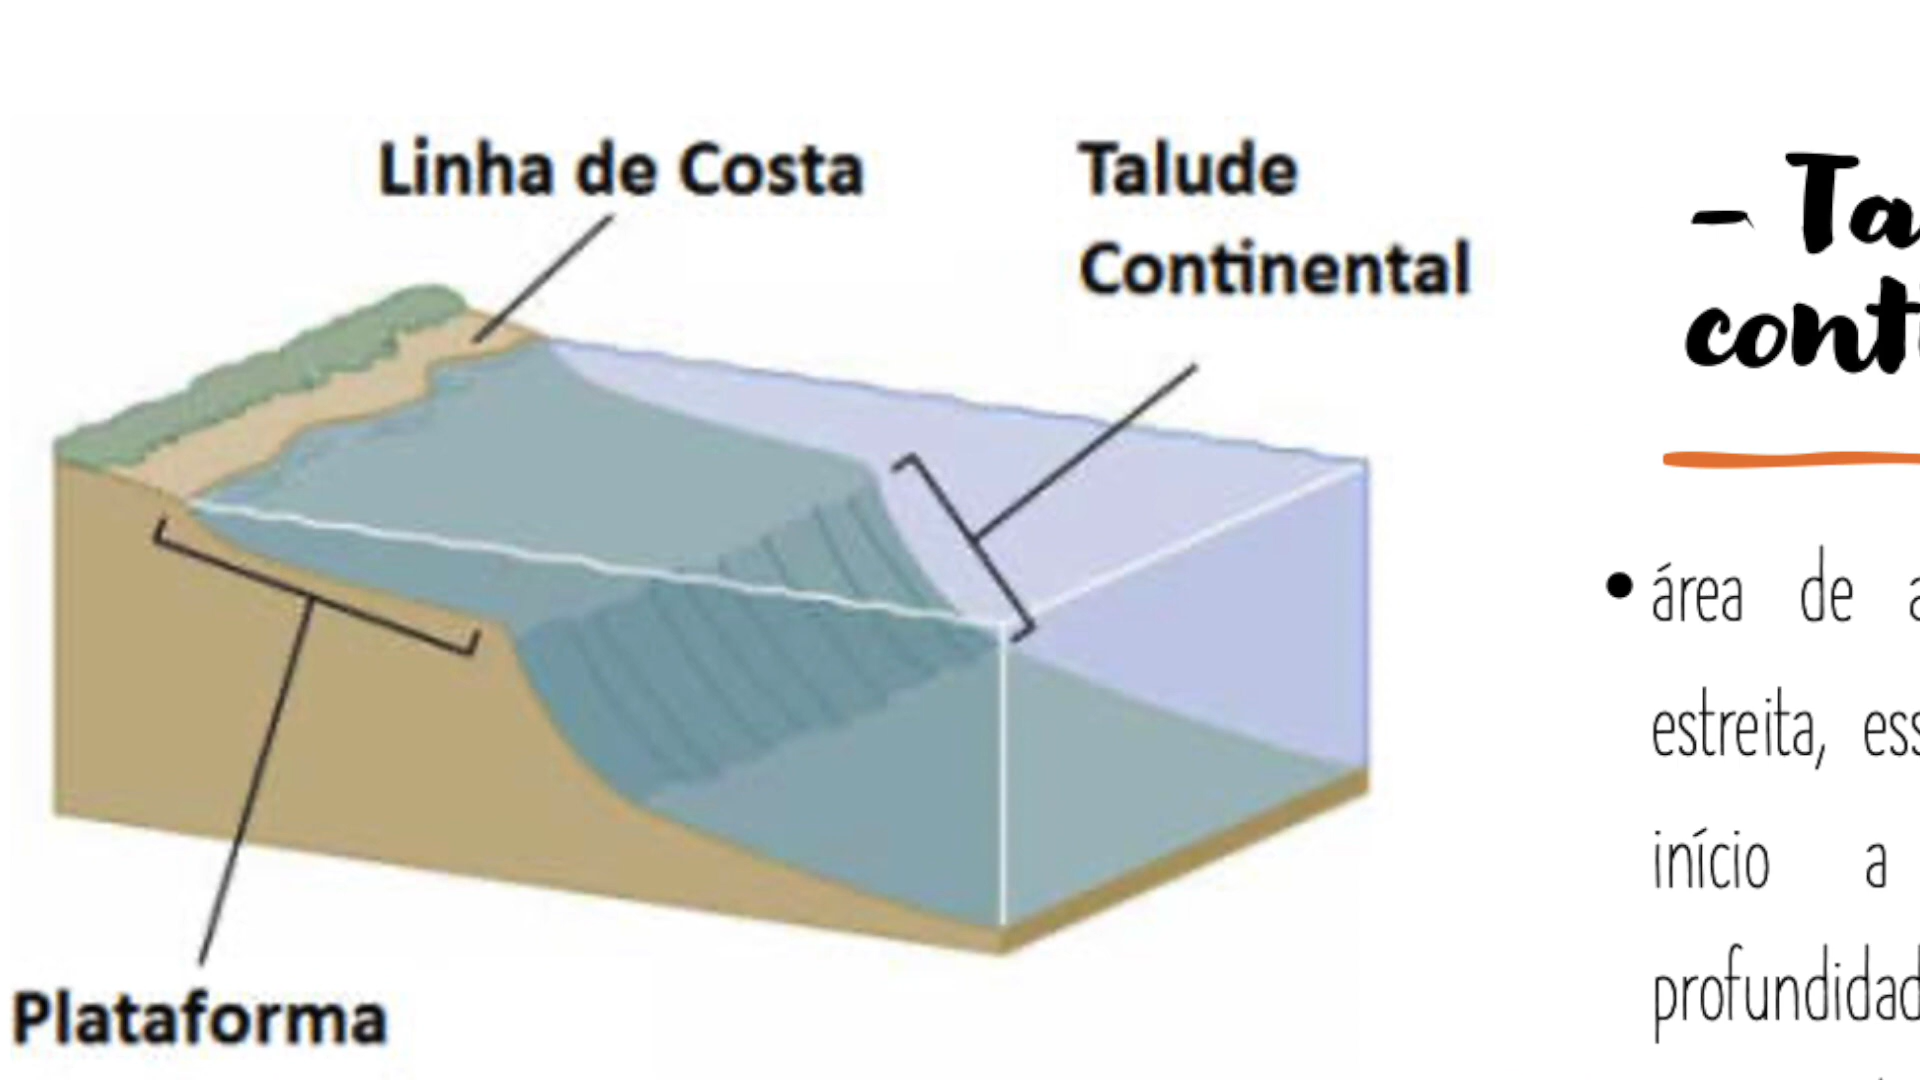 Linha de Costa
Talude
Continental
Plataforma
- Ta
cont
• área de a
estreita, ess
início a
profundidad